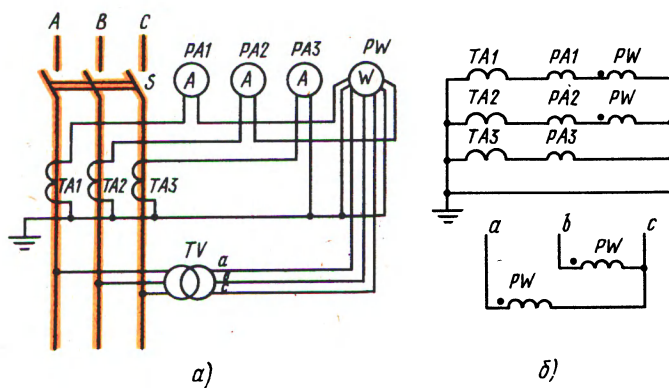 A B C
PA1 PA2 PA3 PW
A A A W
S
TA1 TA2 TA3
TV
a
в
c
а)
TA1 PA1 PW
TA2 PA2 PW
TA3 PA3
a b c
PW
PW
б)